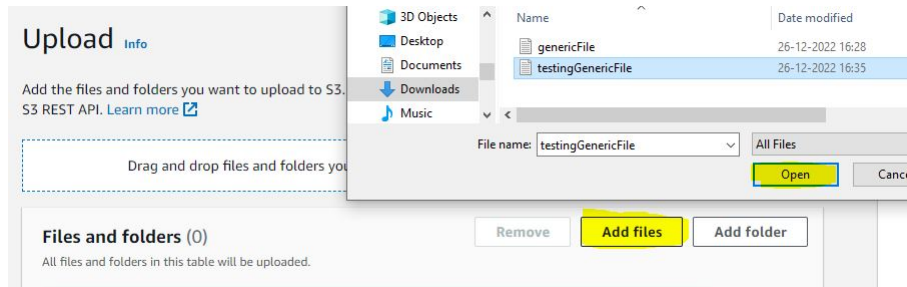 Upload Info
Add the files and folders you want to upload to S3.
S3 REST API. Learn more
Drag and drop files and folders you
Files and folders (0)
All files and folders in this table will be uploaded.
Remove Add files Add folder
3D Objects
Desktop
Documents
Downloads
Music
Name Date modified
genericFile 26-12-2022 16:28
testingGenericFile 26-12-2022 16:35
File name: testingGenericFile All Files
Open Cance